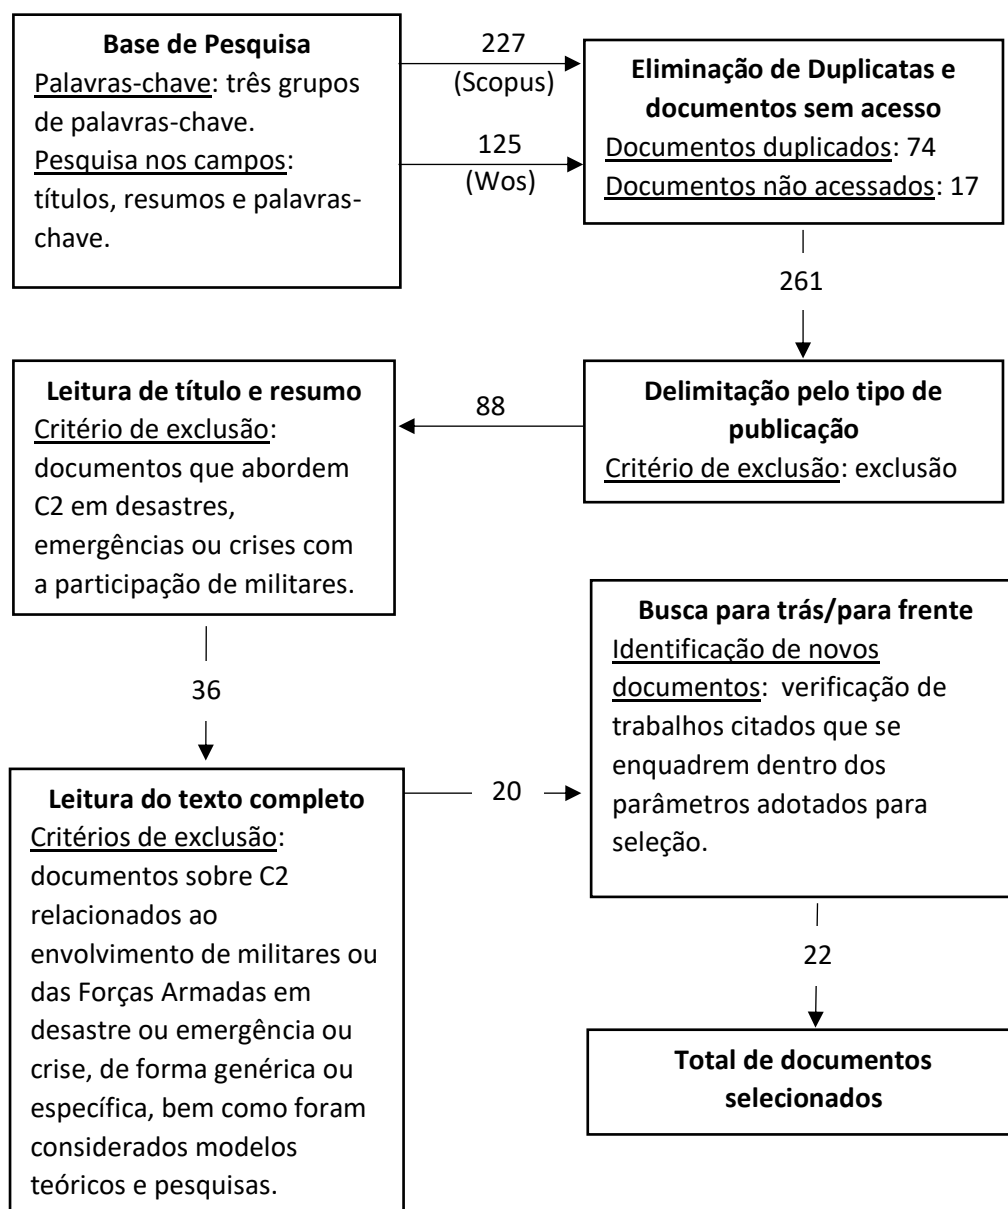 Base de Pesquisa
Palavras-chave: três grupos
de palavras-chave.
Pesquisa nos campos:
títulos, resumos e palavras-
chave.
227
(Scopus)
125
(Wos)
Eliminação de Duplicatas e
documentos sem acesso
Documentos duplicados: 74
Documentos não acessados: 17
261
Delimitação pelo tipo de
publicação
Critério de exclusão: exclusão
88
Leitura de título e resumo
Critério de exclusão:
documentos que abordem
C2 em desastres,
emergências ou crises com
a participação de militares.
36
Leitura do texto completo
Critérios de exclusão:
documentos sobre C2
relacionados ao
envolvimento de militares ou
das Forças Armadas em
desastre ou emergência ou
crise, de forma genérica ou
específica, bem como foram
considerados modelos
teóricos e pesquisas.
20
Busca para trás/para frente
Identificação de novos
documentos: verificação de
trabalhos citados que se
enquadrem dentro dos
parâmetros adotados para
seleção.
22
Total de documentos
selecionados